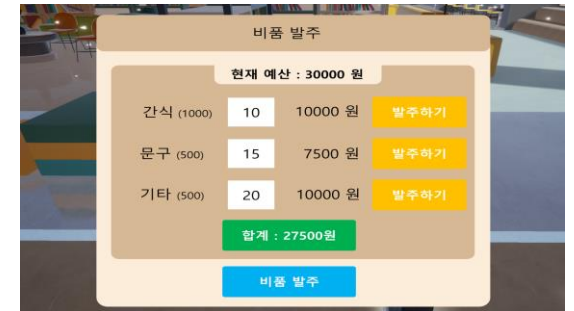 비품 발주
현재 예산 : 30000 원
간식 (1000) 10 10000 원 발주하기
문구 (500) 15 7500 원 발주하기
기타 (500) 20 10000 원 발주하기
합계 : 27500원
비품 발주